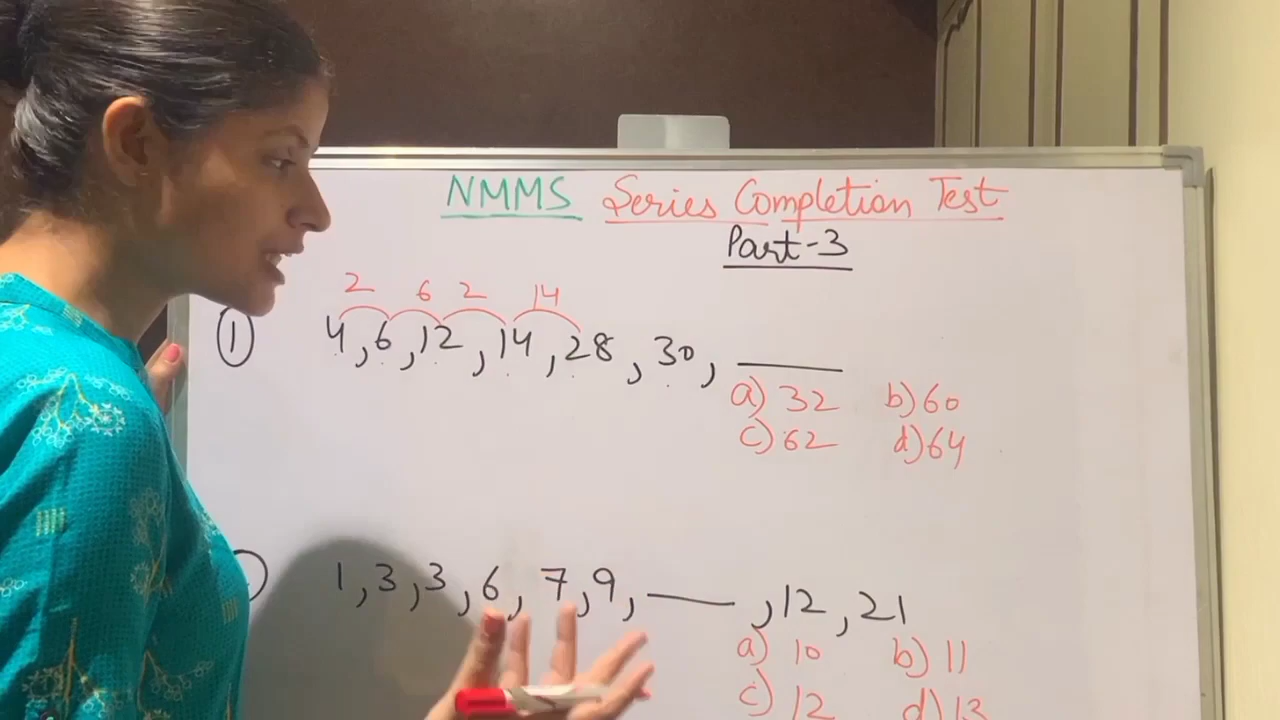 NMMS Series Completion Test
Part-3
2 6 2 14
① 4, 6, 12, 14, 28, 30, ____
a) 32 b) 60
c) 62 d) 64
1, 3, 3, 6, 7, 9, ____, 12, 21
a) 10 b) 11
c) 12 d) 13